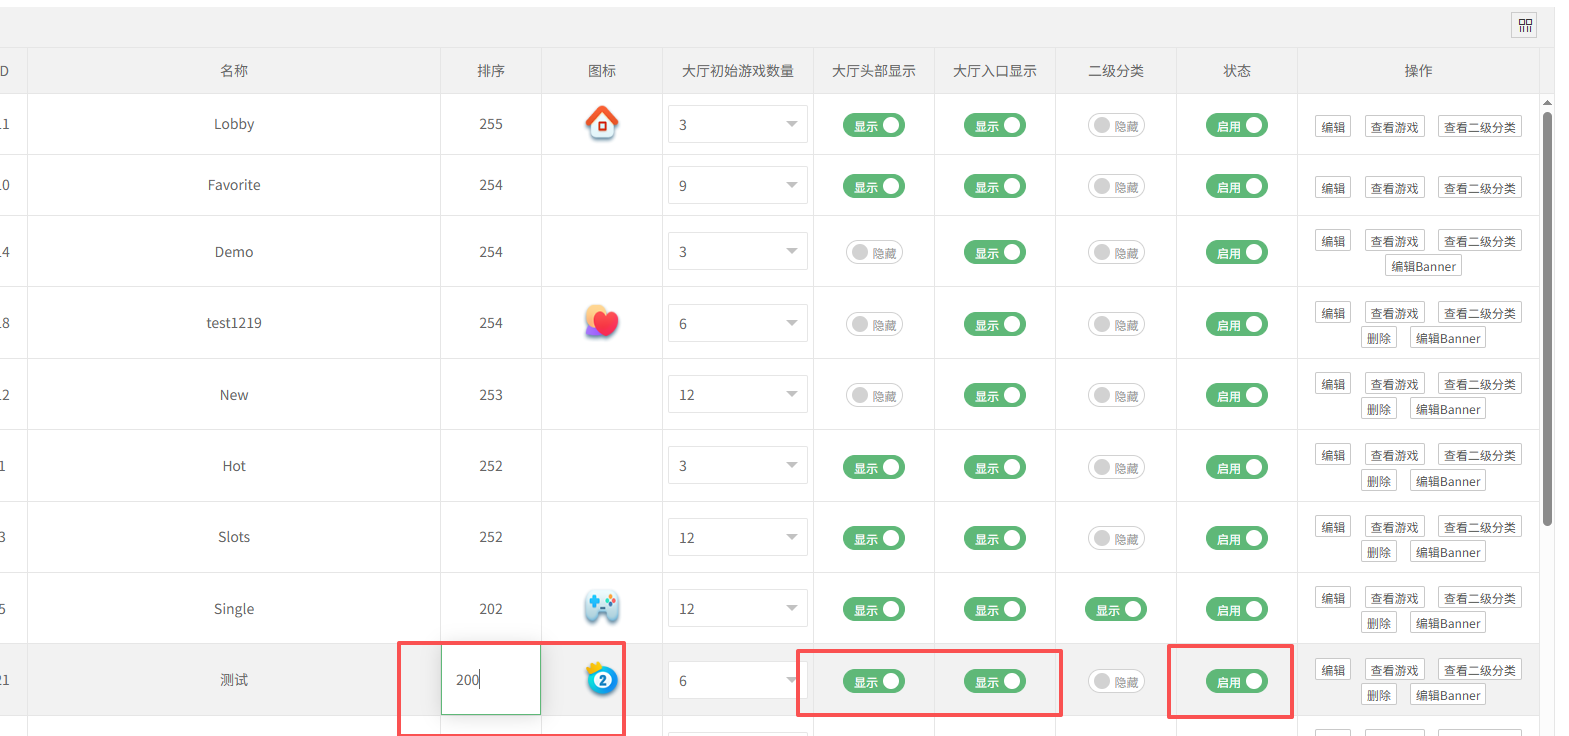 D 名称 排序 图标 大厅初始游戏数量 大厅头部显示 大厅入口显示 二级分类 状态 操作
11 Lobby 255 3 显示 显示 隐藏 启用 编辑 查看游戏 查看二级分类
10 Favorite 254 9 显示 显示 隐藏 启用 编辑 查看游戏 查看二级分类
14 Demo 254 3 隐藏 显示 隐藏 启用 编辑 查看游戏 查看二级分类
编辑Banner
18 test1219 254 6 隐藏 显示 隐藏 启用 编辑 查看游戏 查看二级分类
删除 编辑Banner
12 New 253 12 隐藏 显示 隐藏 启用 编辑 查看游戏 查看二级分类
删除 编辑Banner
1 Hot 252 3 显示 显示 隐藏 启用 编辑 查看游戏 查看二级分类
删除 编辑Banner
3 Slots 252 12 显示 显示 隐藏 启用 编辑 查看游戏 查看二级分类
删除 编辑Banner
5 Single 202 12 显示 显示 显示 启用 编辑 查看游戏 查看二级分类
删除 编辑Banner
21 测试 200 2 6 显示 显示 隐藏 启用 编辑 查看游戏 查看二级分类
删除 编辑Banner